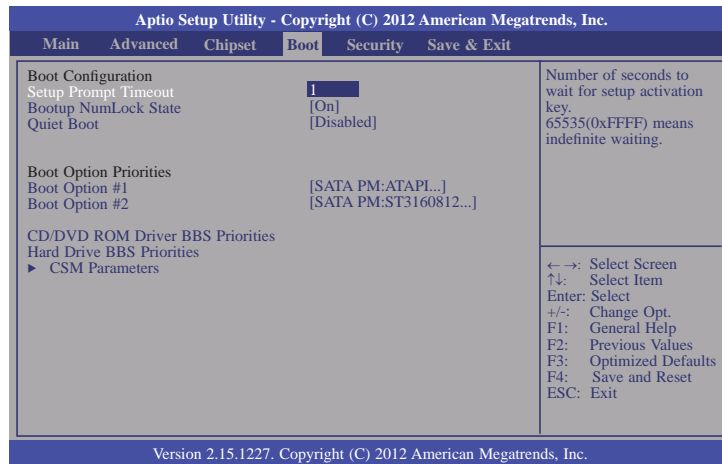 Aptio Setup Utility - Copyright (C) 2012 American Megatrends, Inc.
Main Advanced Chipset Boot Security Save & Exit
Boot Configuration
Setup Prompt Timeout 1
Bootup NumLock State [On]
Quiet Boot [Disabled]
Boot Option Priorities
Boot Option #1 [SATA PM:ATAPI...]
Boot Option #2 [SATA PM:ST3160812...]
CD/DVD ROM Driver BBS Priorities
Hard Drive BBS Priorities
► CSM Parameters
Number of seconds to
wait for setup activation
key.
65535(0xFFFF) means
indefinite waiting.
←→: Select Screen
↑↓: Select Item
Enter: Select
+/-: Change Opt.
F1: General Help
F2: Previous Values
F3: Optimized Defaults
F4: Save and Reset
ESC: Exit
Version 2.15.1227. Copyright (C) 2012 American Megatrends, Inc.